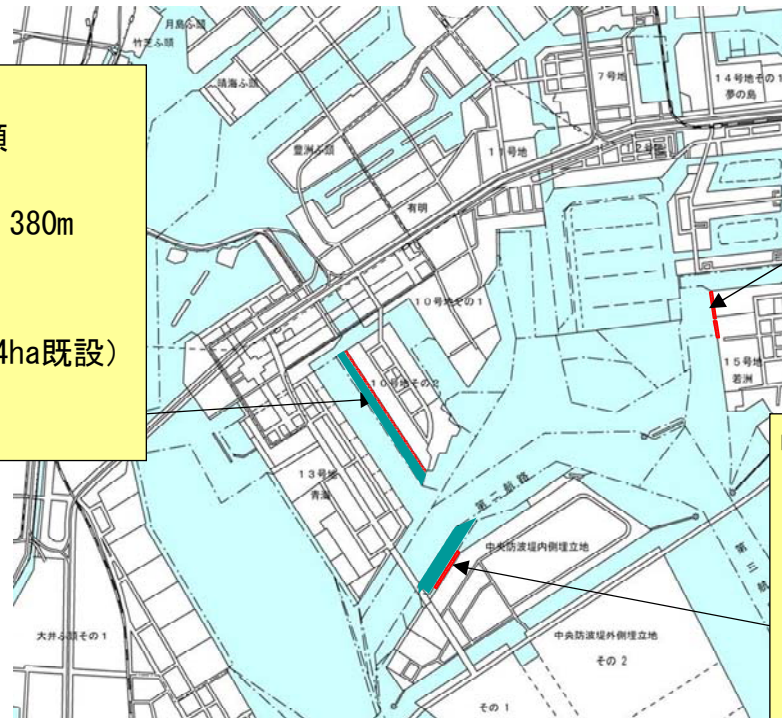 月島ふ頭
竹芝ふ頭
晴海ふ頭
7号地
14号地その1
夢の島
頭
豊洲ふ頭
11号地
12号地
有明
380m
10号地その1
4ha既設）
10号地その2
15号地
若洲
13号地
青海
第一航路
中央防波堤内側埋立地
第三航
大井ふ頭その1
中央防波堤外側埋立地
その2
その1